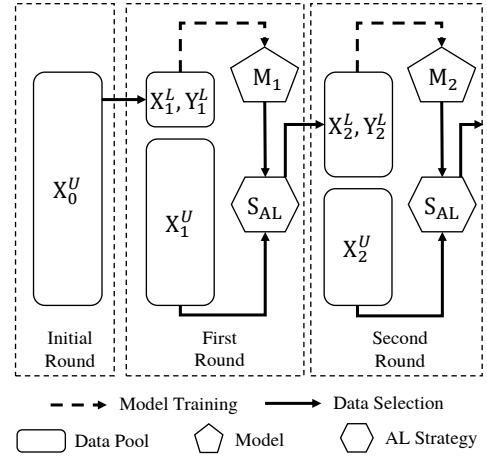 X₀ᵁ
X₁ᴸ, Y₁ᴸ
M₁
X₁ᵁ
S_AL
X₂ᴸ, Y₂ᴸ
M₂
X₂ᵁ
S_AL
Initial
Round
First
Round
Second
Round
Model Training
Data Selection
Data Pool
Model
AL Strategy